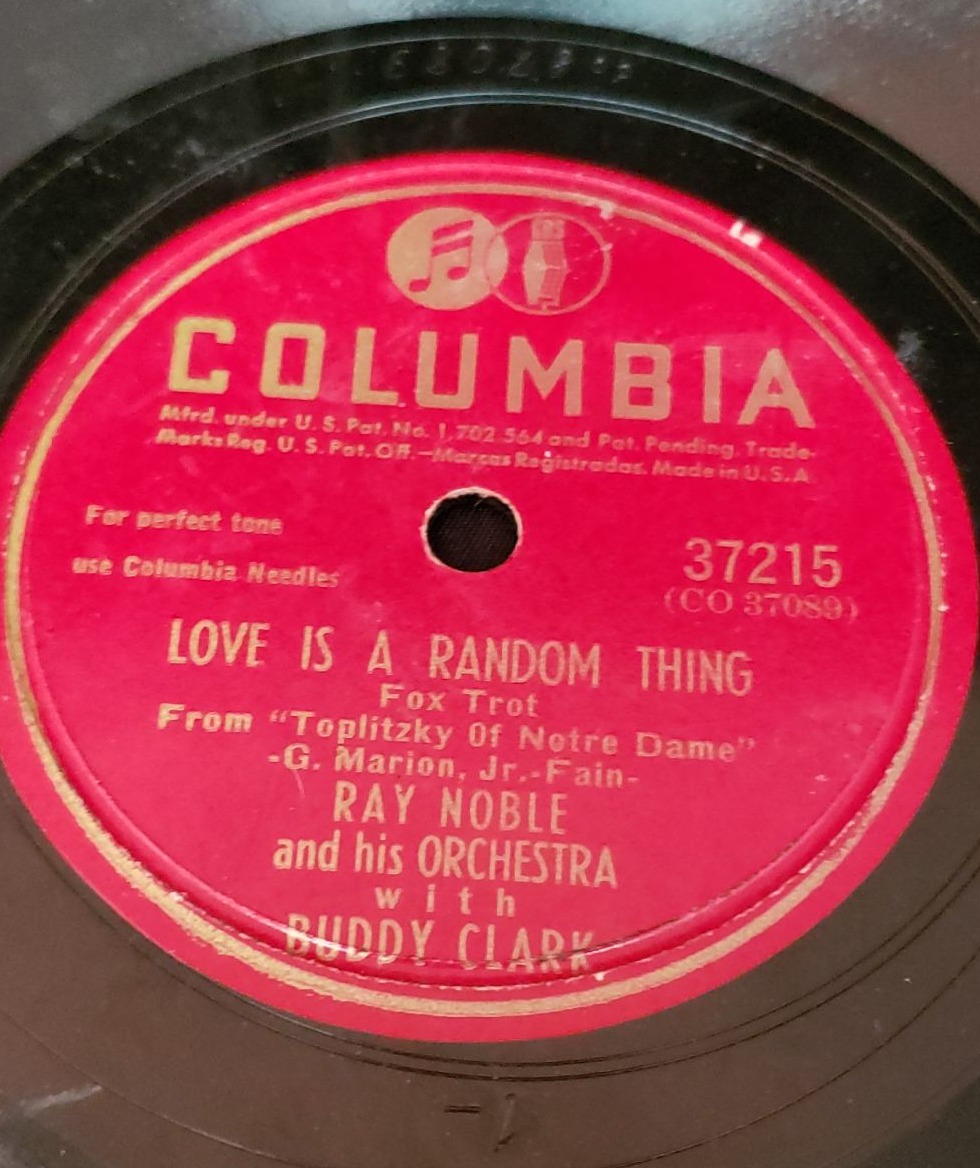 COLUMBIA
Mfrd. under U. S. Pat. No. 1,702 564 and Pat. Pending. Trade-
Marks Reg. U. S. Pat. Off.—Marcas Registradas. Made in U. S. A.
For perfect tone
use Columbia Needles
37215
(CO 37089)
LOVE IS A RANDOM THING
Fox Trot
From "Toplitzky Of Notre Dame"
-G. Marion, Jr.-Fain-
RAY NOBLE
and his ORCHESTRA
with
BUDDY CLARK